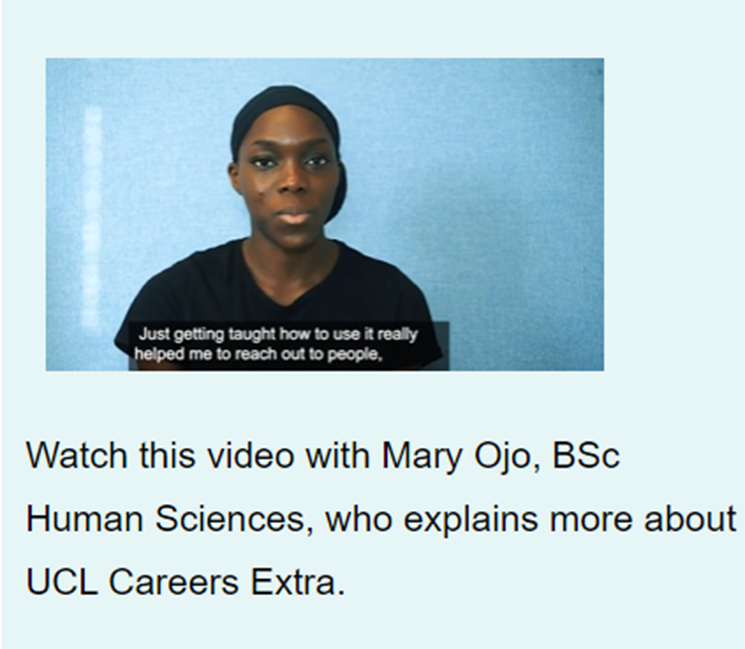 Just getting taught how to use it really
helped me to reach out to people,
Watch this video with Mary Ojo, BSc
Human Sciences, who explains more about
UCL Careers Extra.